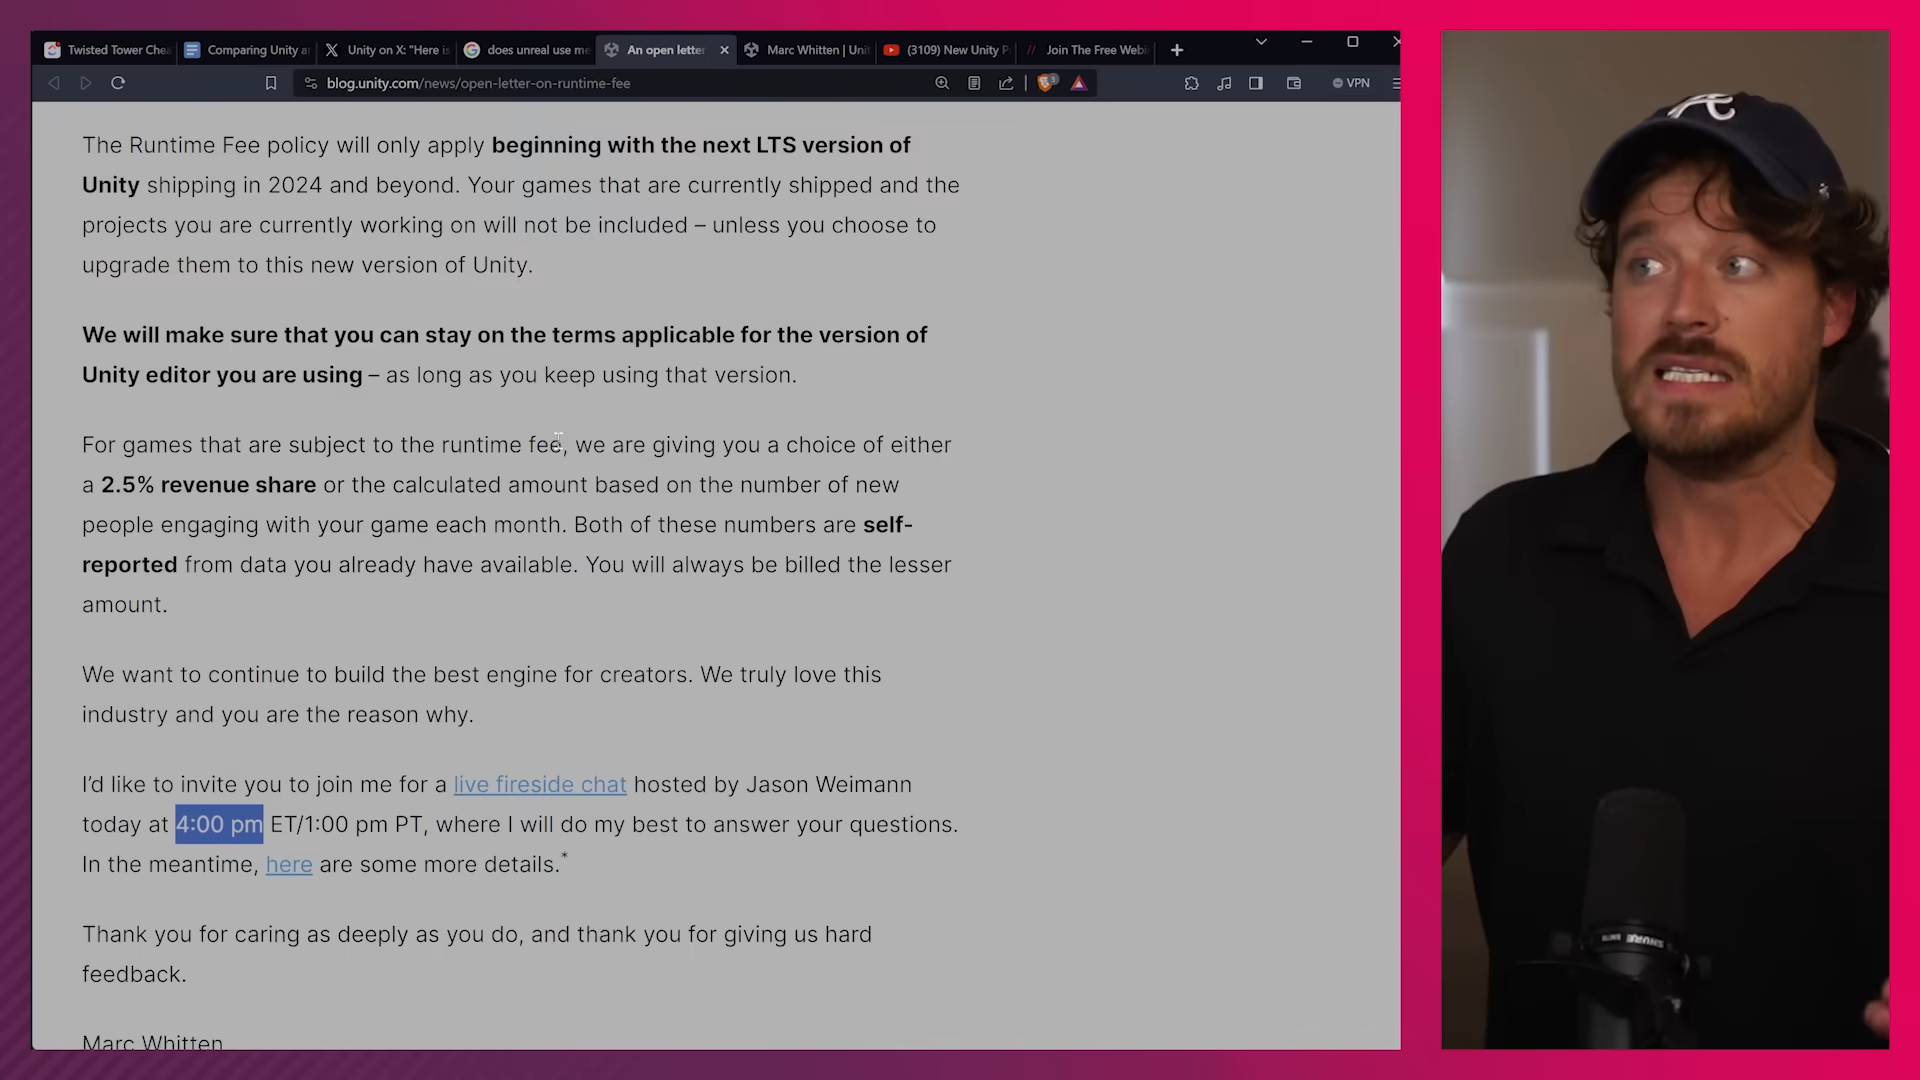 Twisted Tower Chea
Comparing Unity a
Unity on X: "Here is
does unreal use me
An open letter
Marc Whitten | Unit
(3109) New Unity P
Join The Free Webi
blog.unity.com/news/open-letter-on-runtime-fee
3
VPN
The Runtime Fee policy will only apply beginning with the next LTS version of
Unity shipping in 2024 and beyond. Your games that are currently shipped and the
projects you are currently working on will not be included – unless you choose to
upgrade them to this new version of Unity.
We will make sure that you can stay on the terms applicable for the version of
Unity editor you are using – as long as you keep using that version.
For games that are subject to the runtime fee, we are giving you a choice of either
a 2.5% revenue share or the calculated amount based on the number of new
people engaging with your game each month. Both of these numbers are self-
reported from data you already have available. You will always be billed the lesser
amount.
We want to continue to build the best engine for creators. We truly love this
industry and you are the reason why.
I’d like to invite you to join me for a live fireside chat hosted by Jason Weimann
today at 4:00 pm ET/1:00 pm PT, where I will do my best to answer your questions.
In the meantime, here are some more details.*
Thank you for caring as deeply as you do, and thank you for giving us hard
feedback.
Marc Whitten
A
SHURE